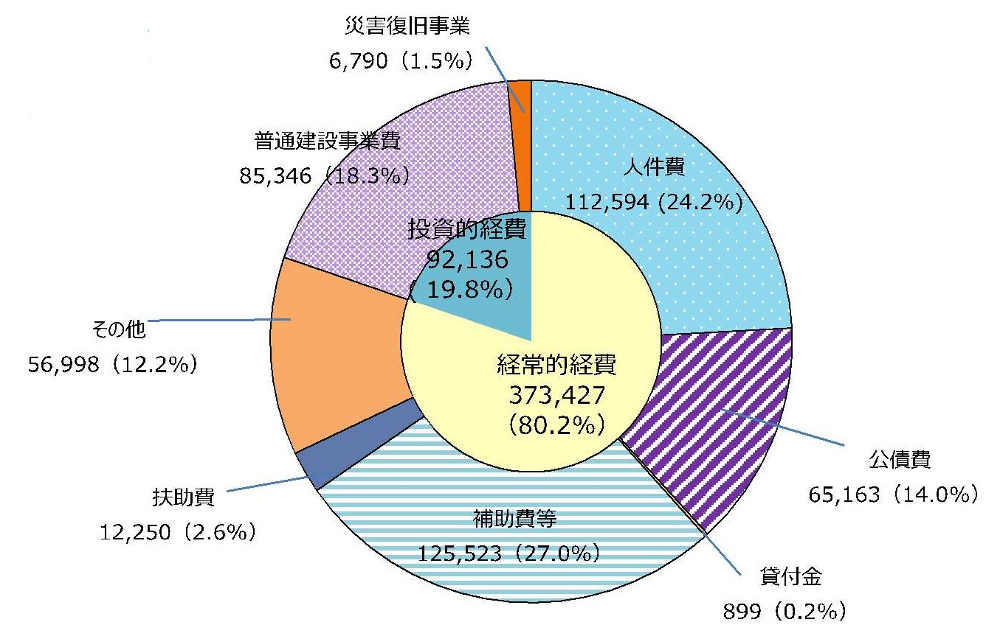 災害復旧事業
6,790（1.5%）
普通建設事業費
85,346（18.3%）
人件費
112,594 (24.2%)
投資的経費
92,136
( 19.8%）
その他
56,998（12.2%）
経常的経費
373,427
（80.2%）
公債費
65,163（14.0%）
扶助費
12,250（2.6%）
補助費等
125,523（27.0%）
貸付金
899（0.2%）